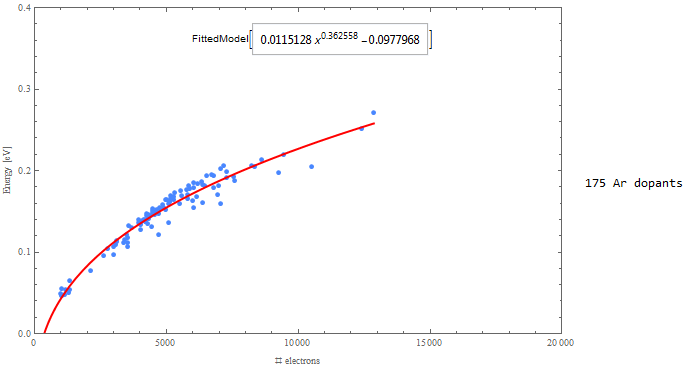 0.4
FittedModel[ 0.0115128 x^0.362558 − 0.0977968 ]
0.3
Energy [eV]
0.2
175 Ar dopants
0.1
0.0
0 5000 10000 15000 20000
# electrons